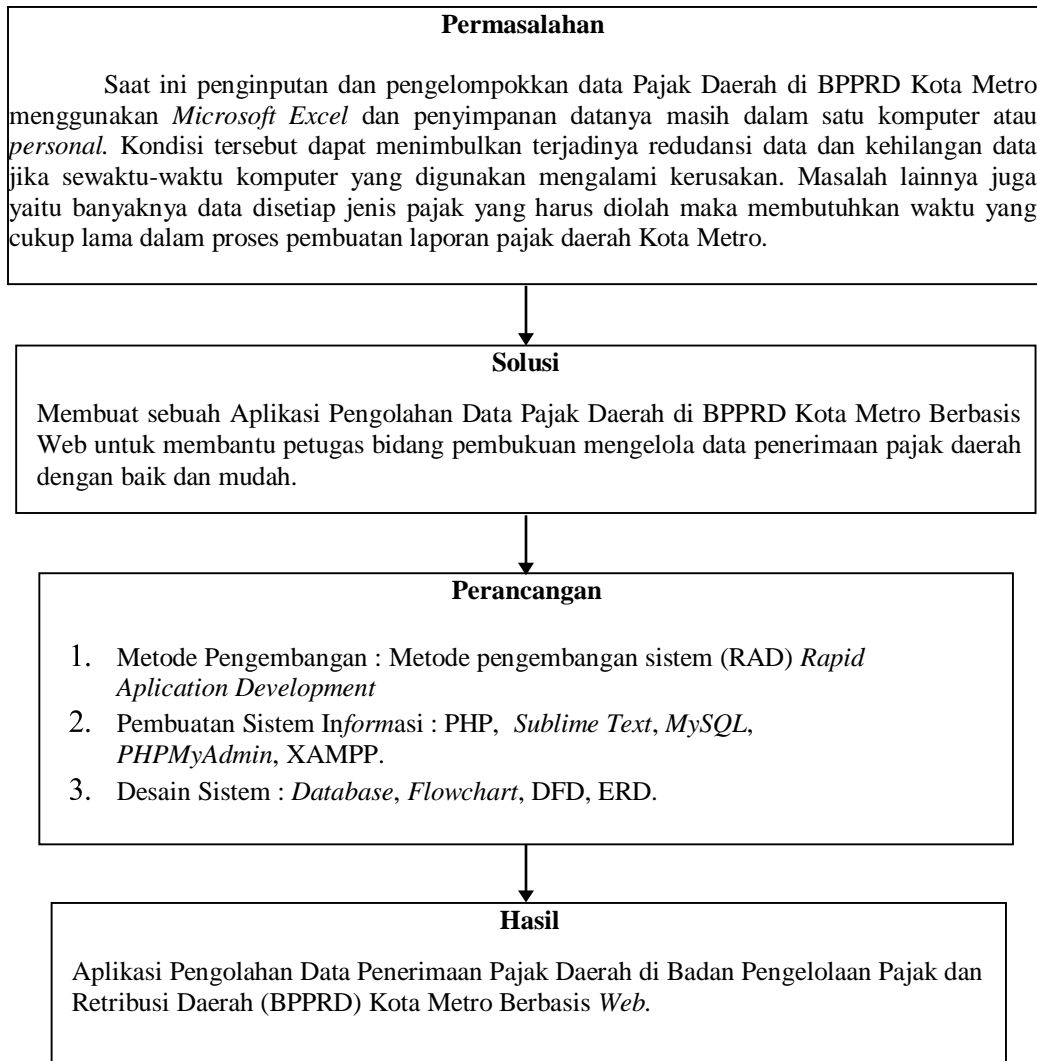 Permasalahan
Saat ini penginputan dan pengelompokkan data Pajak Daerah di BPPRD Kota Metro
menggunakan Microsoft Excel dan penyimpanan datanya masih dalam satu komputer atau
personal. Kondisi tersebut dapat menimbulkan terjadinya redudansi data dan kehilangan data
jika sewaktu-waktu komputer yang digunakan mengalami kerusakan. Masalah lainnya juga
yaitu banyaknya data disetiap jenis pajak yang harus diolah maka membutuhkan waktu yang
cukup lama dalam proses pembuatan laporan pajak daerah Kota Metro.
Solusi
Membuat sebuah Aplikasi Pengolahan Data Pajak Daerah di BPPRD Kota Metro Berbasis
Web untuk membantu petugas bidang pembukuan mengelola data penerimaan pajak daerah
dengan baik dan mudah.
Perancangan
1. Metode Pengembangan : Metode pengembangan sistem (RAD) Rapid
Aplication Development
2. Pembuatan Sistem Informasi : PHP, Sublime Text, MySQL,
PHPMyAdmin, XAMPP.
3. Desain Sistem : Database, Flowchart, DFD, ERD.
Hasil
Aplikasi Pengolahan Data Penerimaan Pajak Daerah di Badan Pengelolaan Pajak dan
Retribusi Daerah (BPPRD) Kota Metro Berbasis Web.